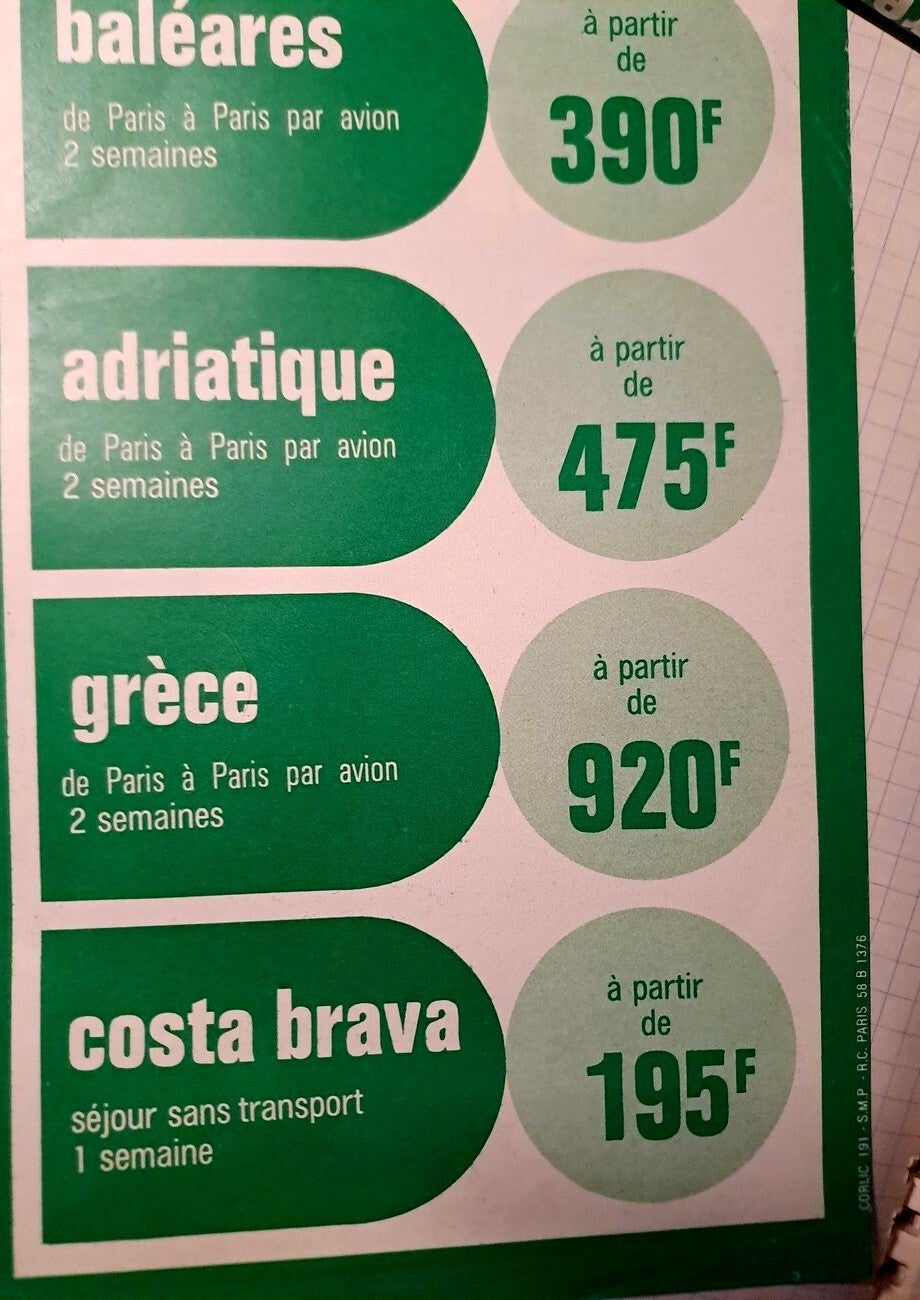 baléares
de Paris à Paris par avion
2 semaines
à partir
de
390F
adriatique
de Paris à Paris par avion
2 semaines
à partir
de
475F
grèce
de Paris à Paris par avion
2 semaines
à partir
de
920F
costa brava
séjour sans transport
1 semaine
à partir
de
195F
CORLIC 191 - S.M.P. - R.C. PARIS 58 B 1376